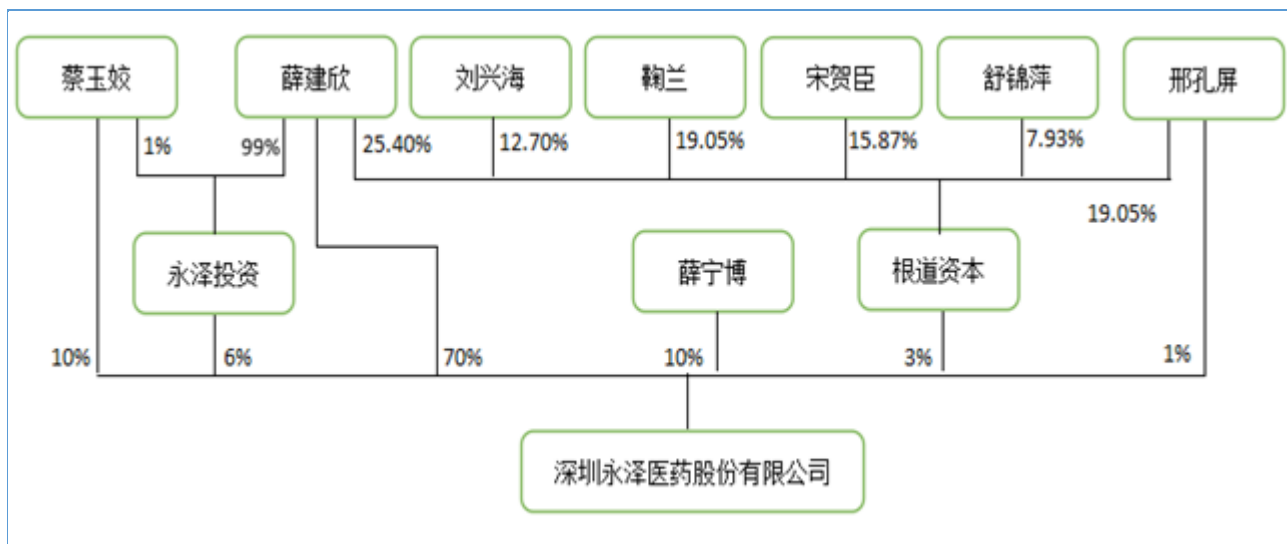 蔡玉姣
薛建欣
刘兴海
鞠兰
宋贺臣
舒锦萍
邢孔屏
1%
99%
25.40%
12.70%
19.05%
15.87%
7.93%
19.05%
永泽投资
薛宁博
根道资本
10%
6%
70%
10%
3%
1%
深圳永泽医药股份有限公司